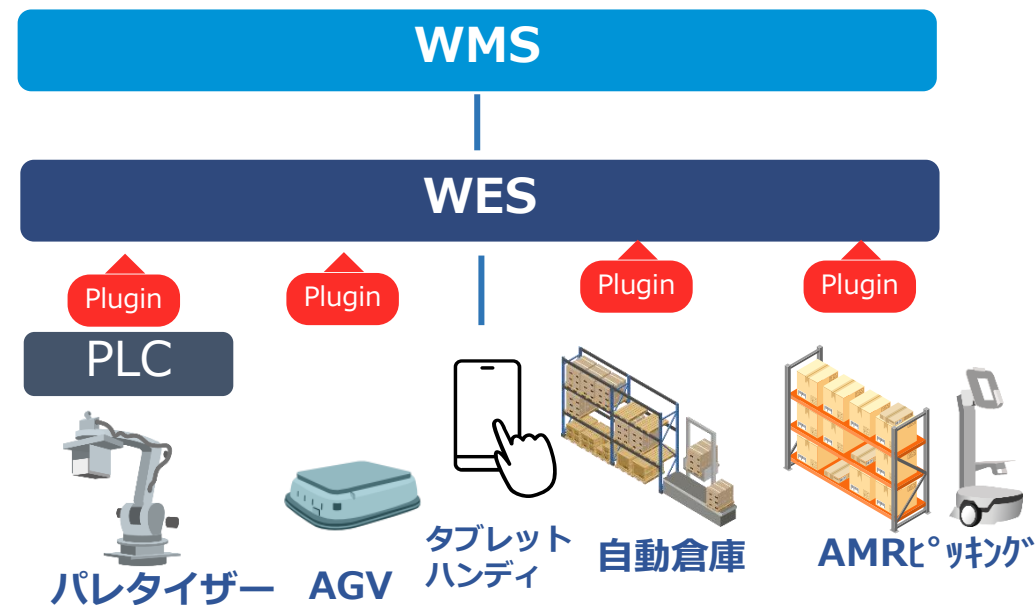 WMS
WES
Plugin
Plugin
Plugin
Plugin
PLC
パレタイザー
AGV
タブレット
ハンディ
自動倉庫
AMRﾋﾟｯｷﾝｸﾞ